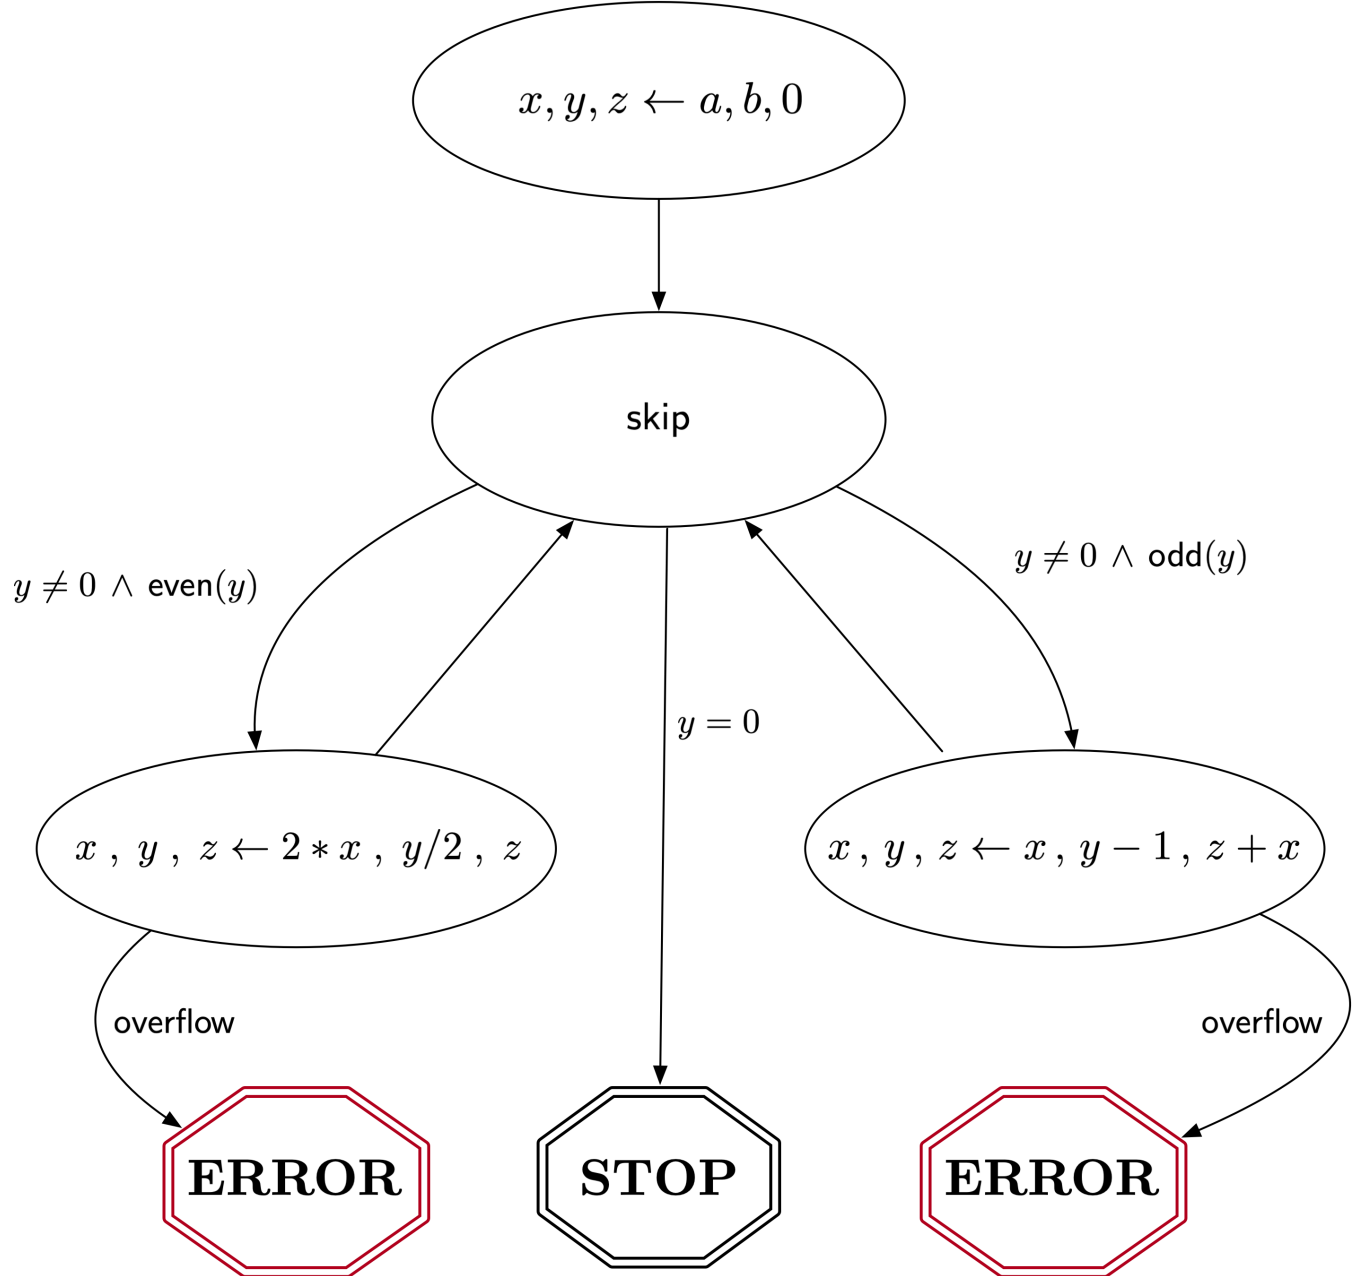 x, y, z ← a, b, 0
skip
y ≠ 0 ∧ even(y)
y ≠ 0 ∧ odd(y)
y = 0
x , y , z ← 2 ∗ x , y/2 , z
x , y , z ← x , y − 1 , z + x
overflow
overflow
ERROR
STOP
ERROR